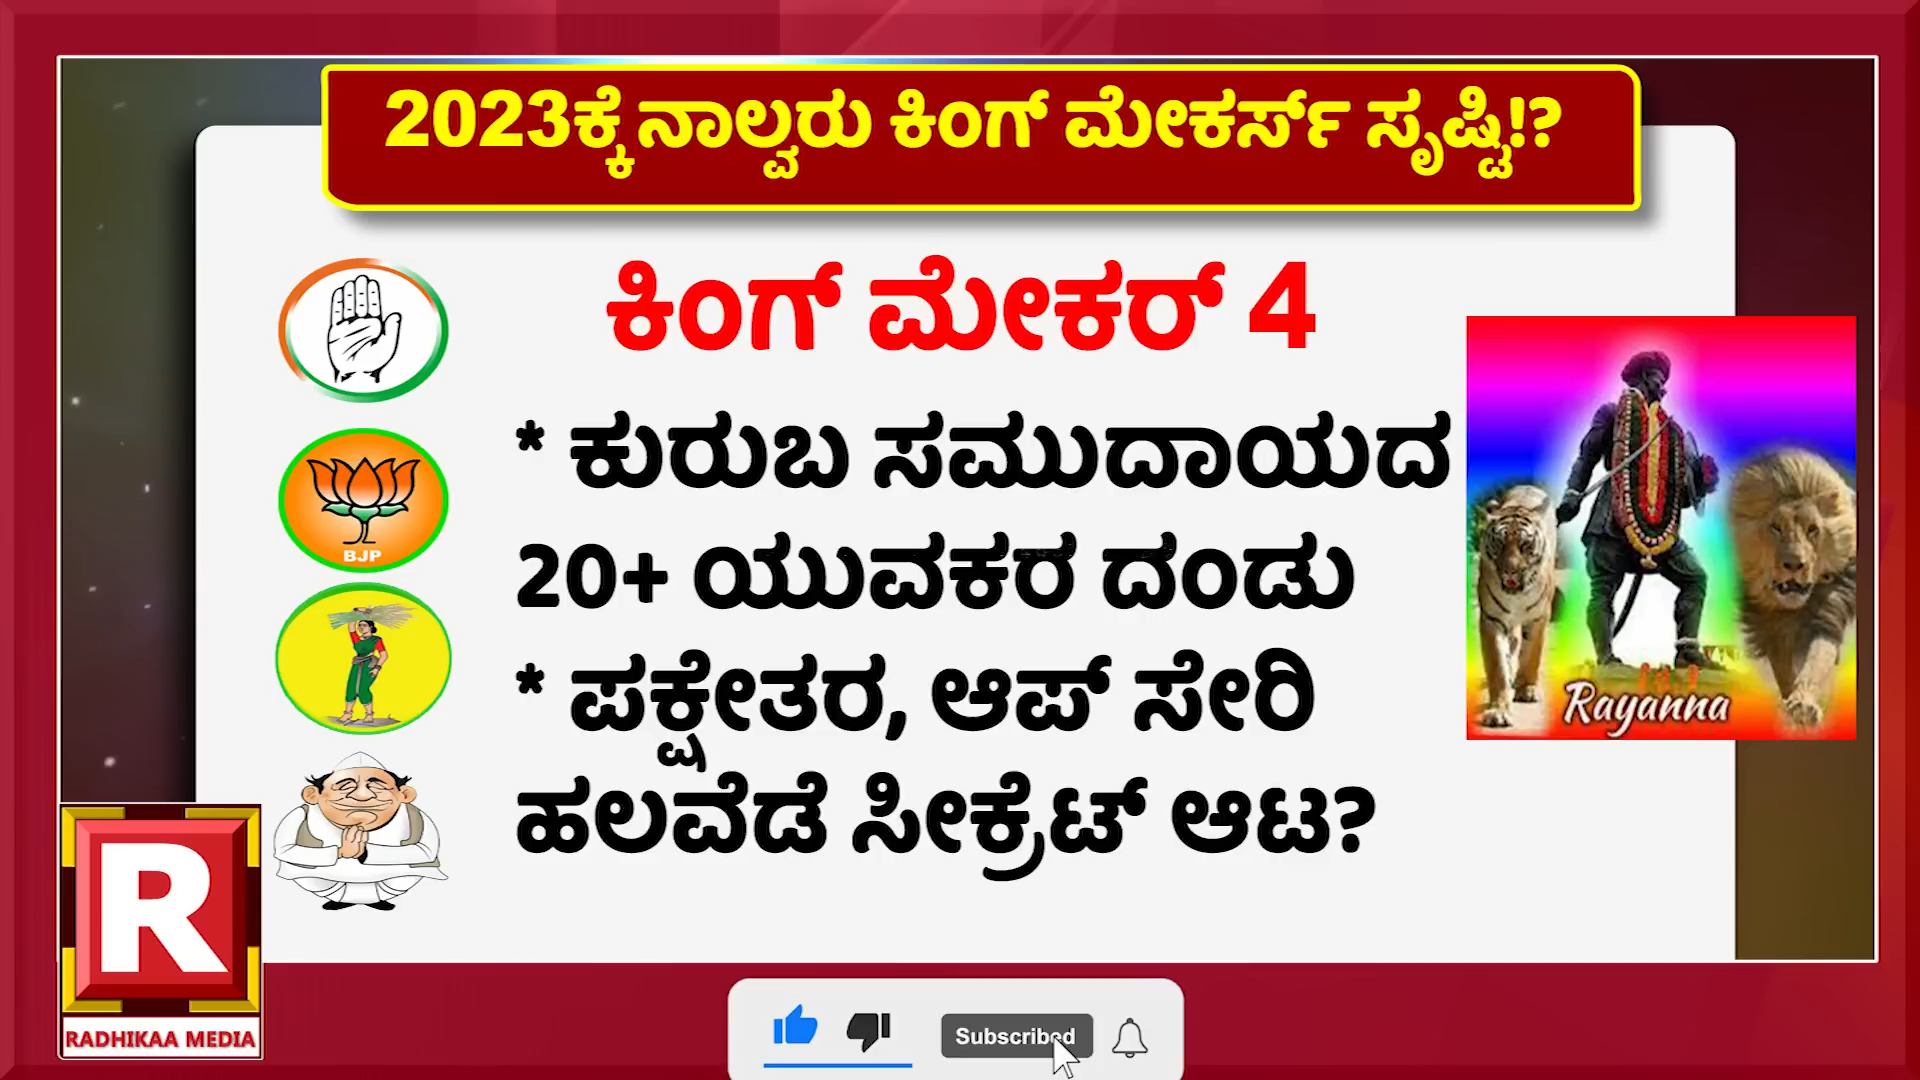 2023ಕ್ಕೆ ನಾಲ್ವರು ಕಿಂಗ್ ಮೇಕರ್ಸ್ ಸೃಷ್ಟಿ!?
ಕಿಂಗ್ ಮೇಕರ್ 4
* ಕುರುಬ ಸಮುದಾಯದ
20+ ಯುವಕರ ದಂಡು
* ಪಕ್ಷೇತರ, ಆಪ್ ಸೇರಿ
ಹಲವೆಡೆ ಸೀಕ್ರೆಟ್ ಆಟ?
BJP
Rayanna
R
RADHIKAA MEDIA
Subscribed